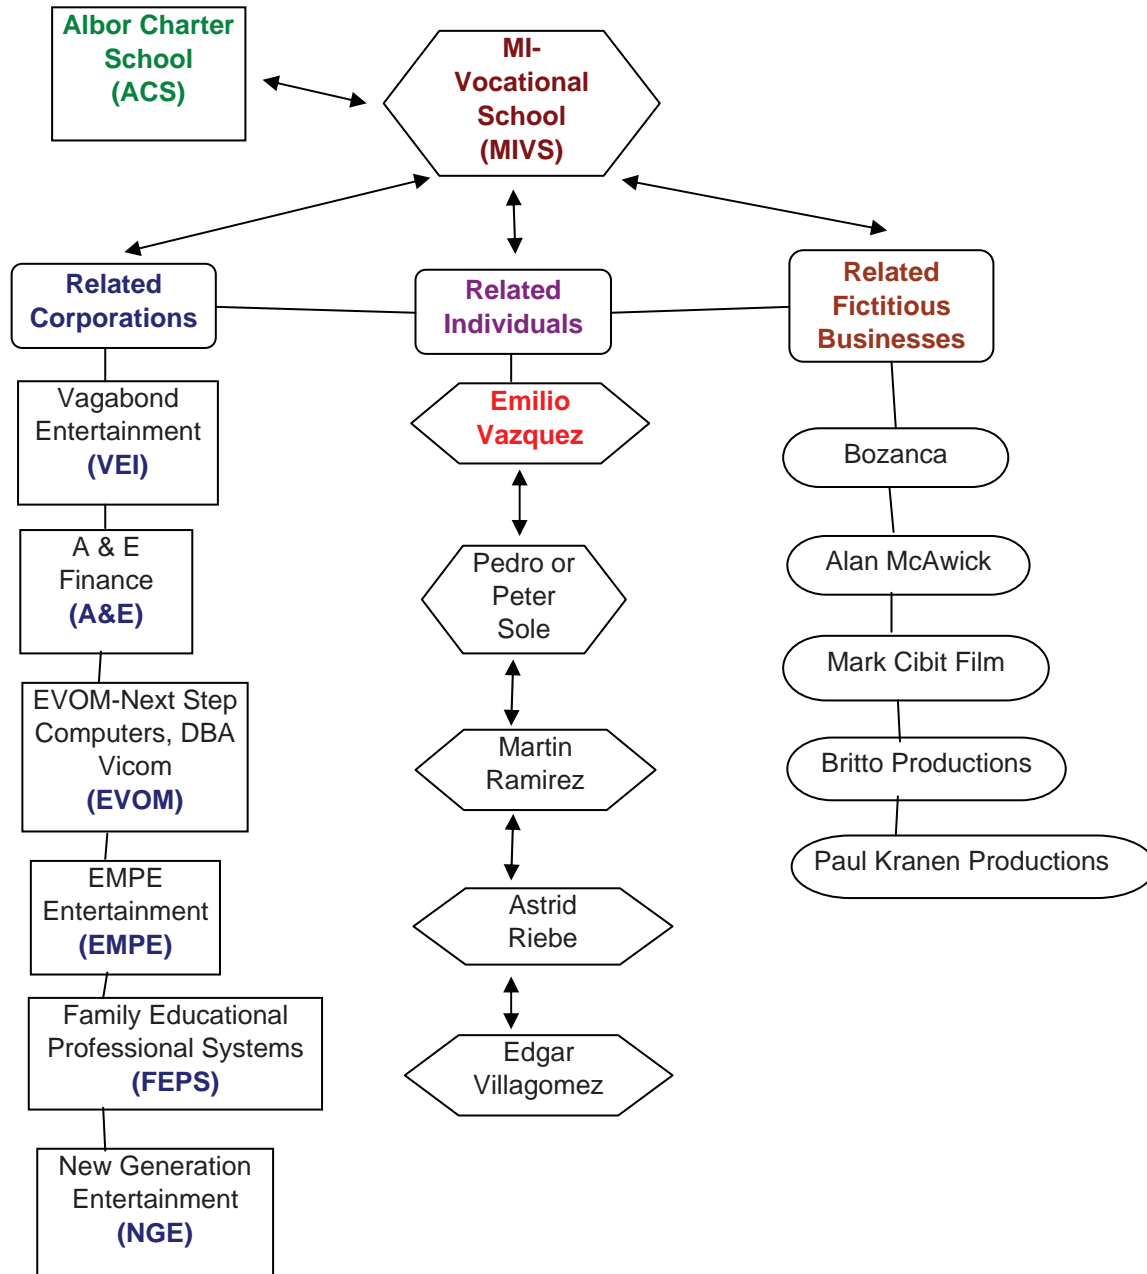 Albor Charter
School
(ACS)
MI-
Vocational
School
(MIVS)
Related
Corporations
Related
Individuals
Related
Fictitious
Businesses
Vagabond
Entertainment
(VEI)
A & E
Finance
(A&E)
EVOM-Next Step
Computers, DBA
Vicom
(EVOM)
EMPE
Entertainment
(EMPE)
Family Educational
Professional Systems
(FEPS)
New Generation
Entertainment
(NGE)
Emilio
Vazquez
Pedro or
Peter
Sole
Martin
Ramirez
Astrid
Riebe
Edgar
Villagomez
Bozanca
Alan McAwick
Mark Cibit Film
Britto Productions
Paul Kranen Productions